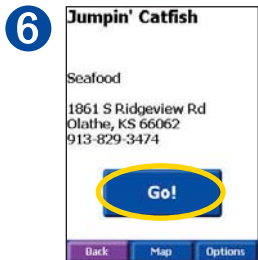 6
Jumpin' Catfish
Seafood
1861 S Ridgeview Rd
Olathe, KS 66062
913-829-3474
Go!
Back Map Options